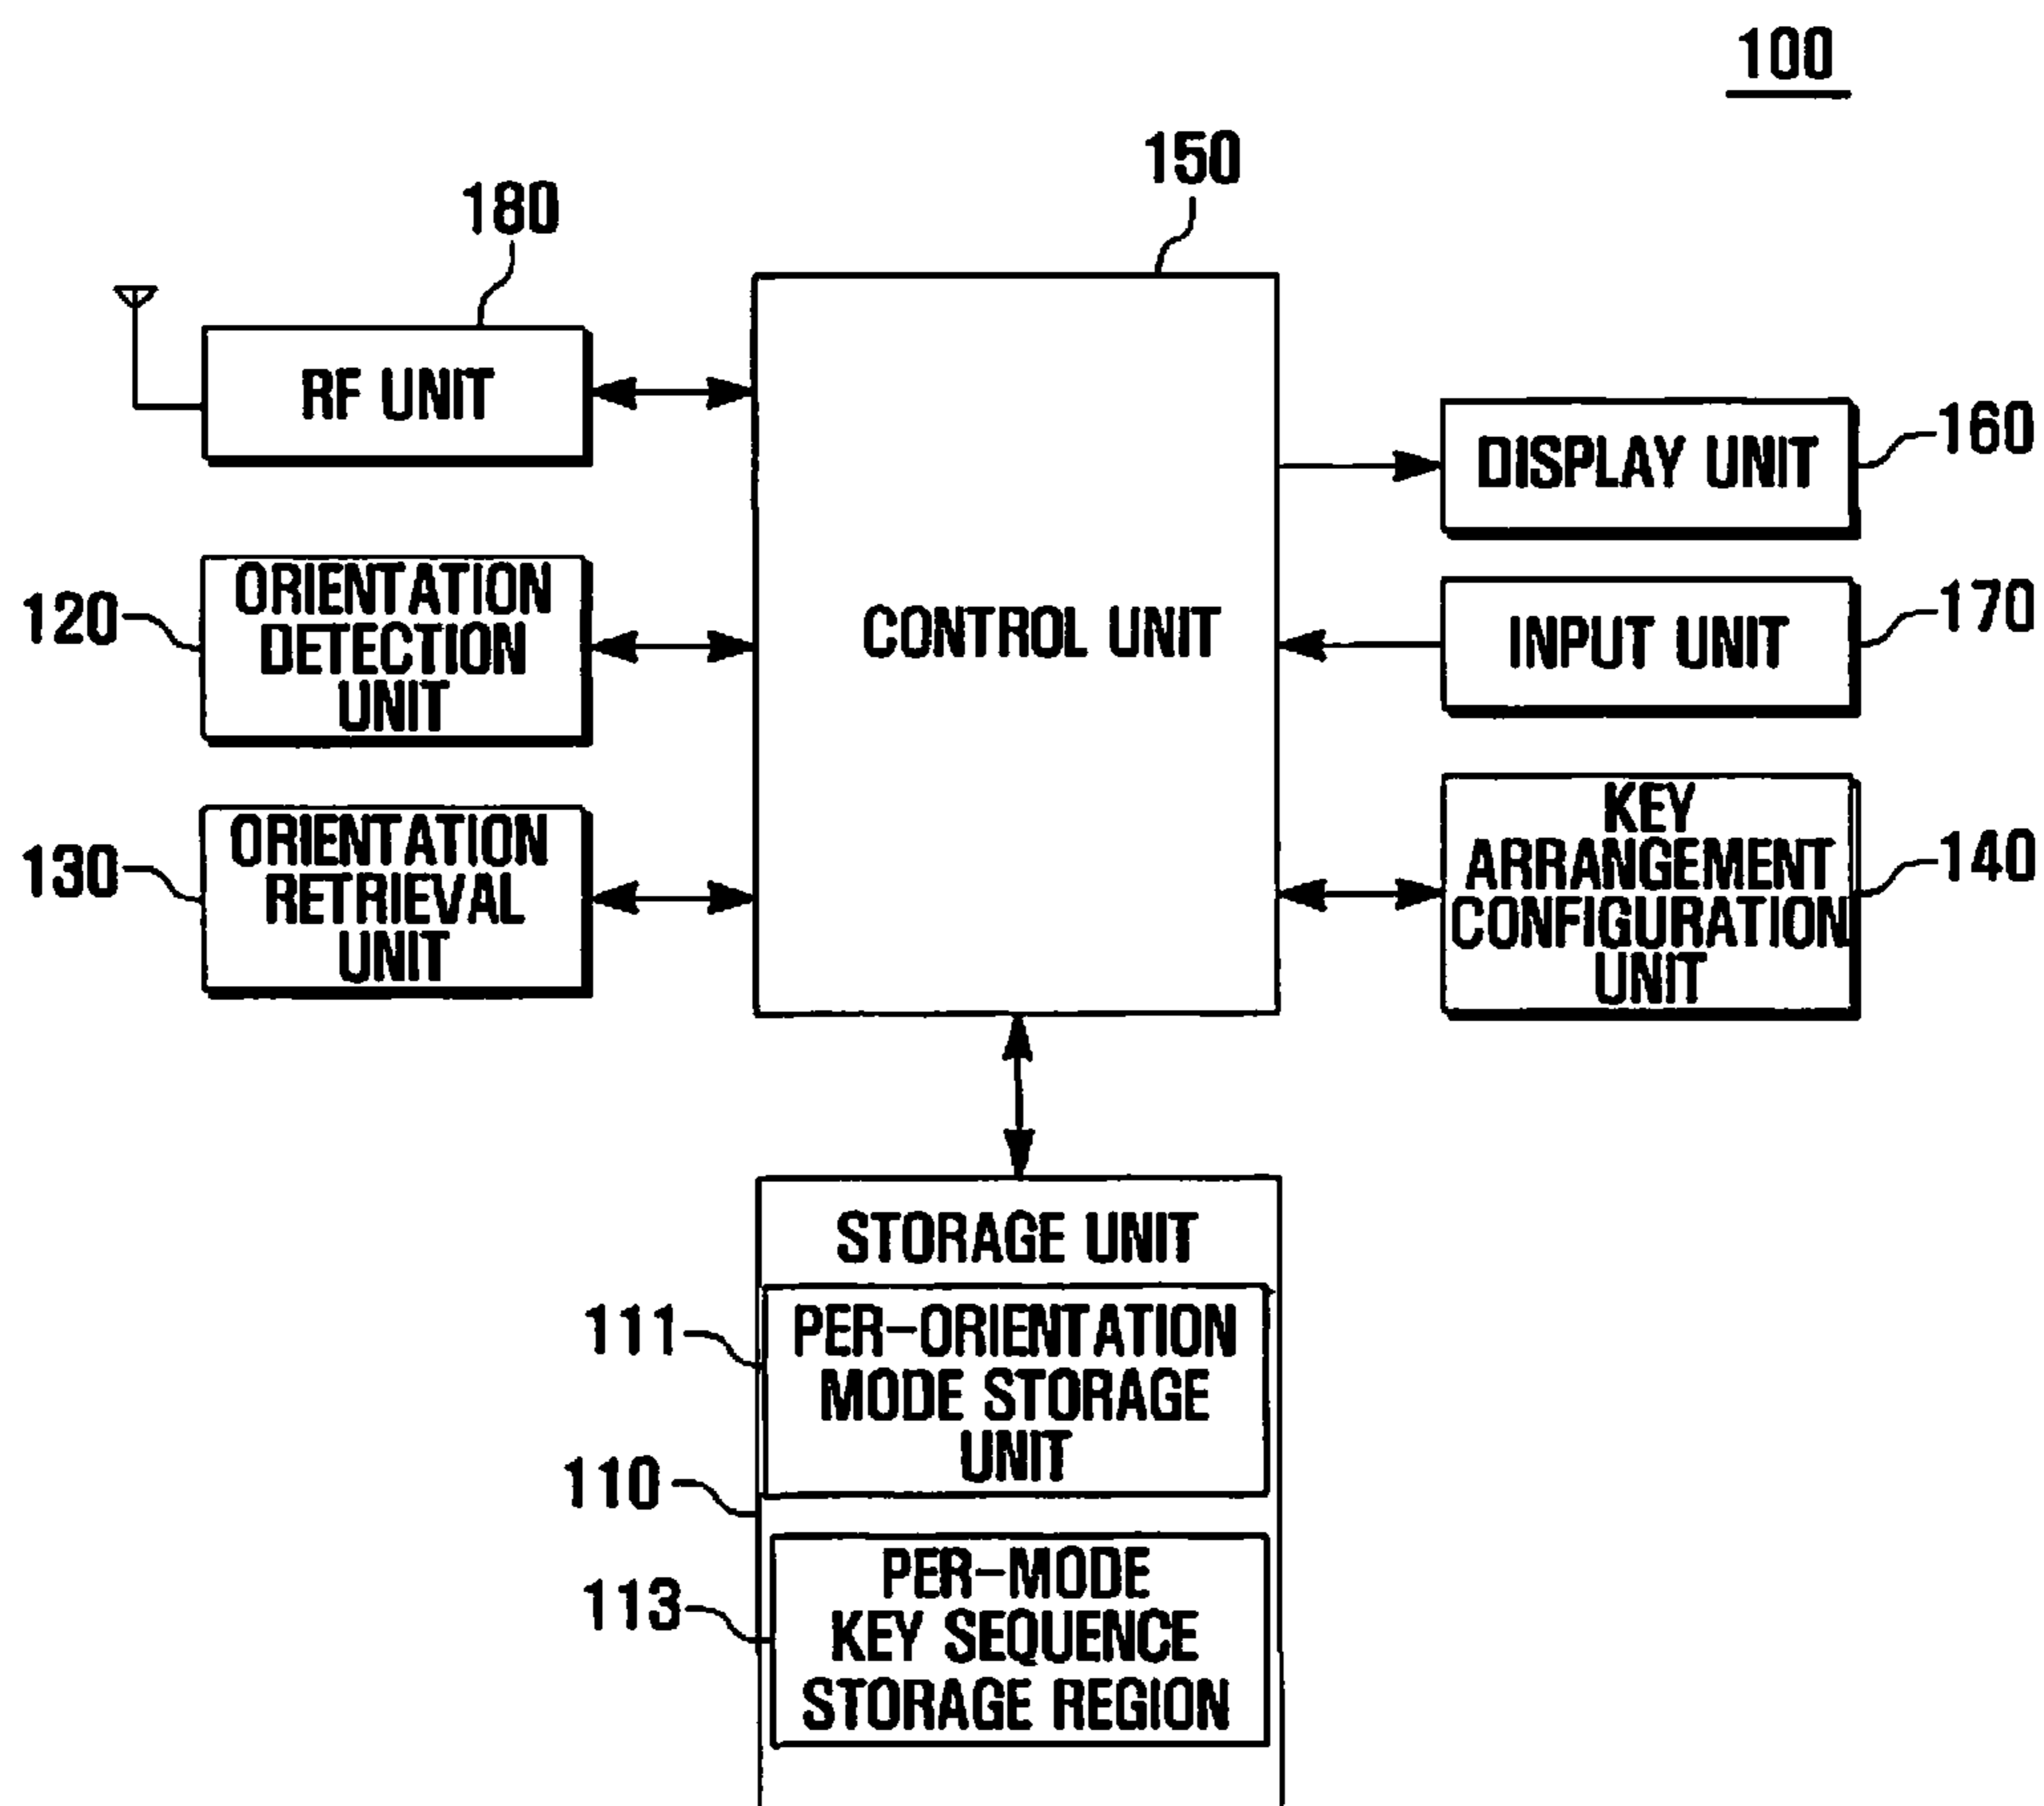 100
150
180
RF UNIT
160
DISPLAY UNIT
120
ORIENTATION
DETECTION
UNIT
CONTROL UNIT
170
INPUT UNIT
130
ORIENTATION
RETRIEVAL
UNIT
140
KEY
ARRANGEMENT
CONFIGURATION
UNIT
STORAGE UNIT
111
PER-ORIENTATION
MODE STORAGE
UNIT
110
113
PER-MODE
KEY SEQUENCE
STORAGE REGION